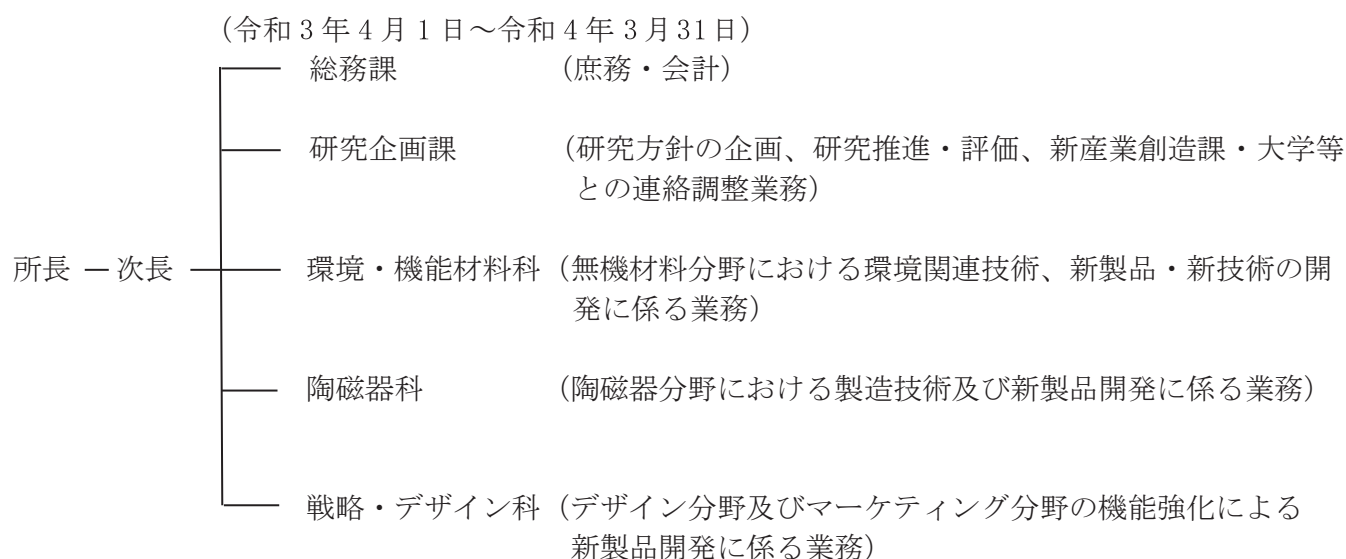 (令和3年4月1日～令和4年3月31日)
総務課 (庶務・会計)
研究企画課 (研究方針の企画、研究推進・評価、新産業創造課・大学等
との連絡調整業務)
所長 ― 次長 環境・機能材料科 (無機材料分野における環境関連技術、新製品・新技術の開
発に係る業務)
陶磁器科 (陶磁器分野における製造技術及び新製品開発に係る業務)
戦略・デザイン科 (デザイン分野及びマーケティング分野の機能強化による
新製品開発に係る業務)